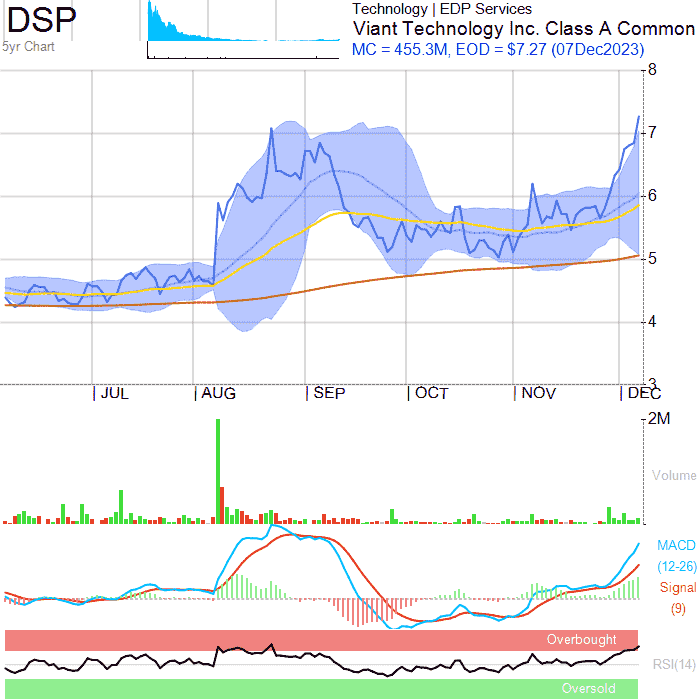 DSP
5yr Chart
Technology | EDP Services
Viant Technology Inc. Class A Common
MC = 455.3M, EOD = $7.27 (07Dec2023)
8
7
6
5
4
3
JUL AUG SEP OCT NOV DEC
2M
Volume
MACD
(12-26)
Signal
(9)
Overbought
RSI(14)
Oversold